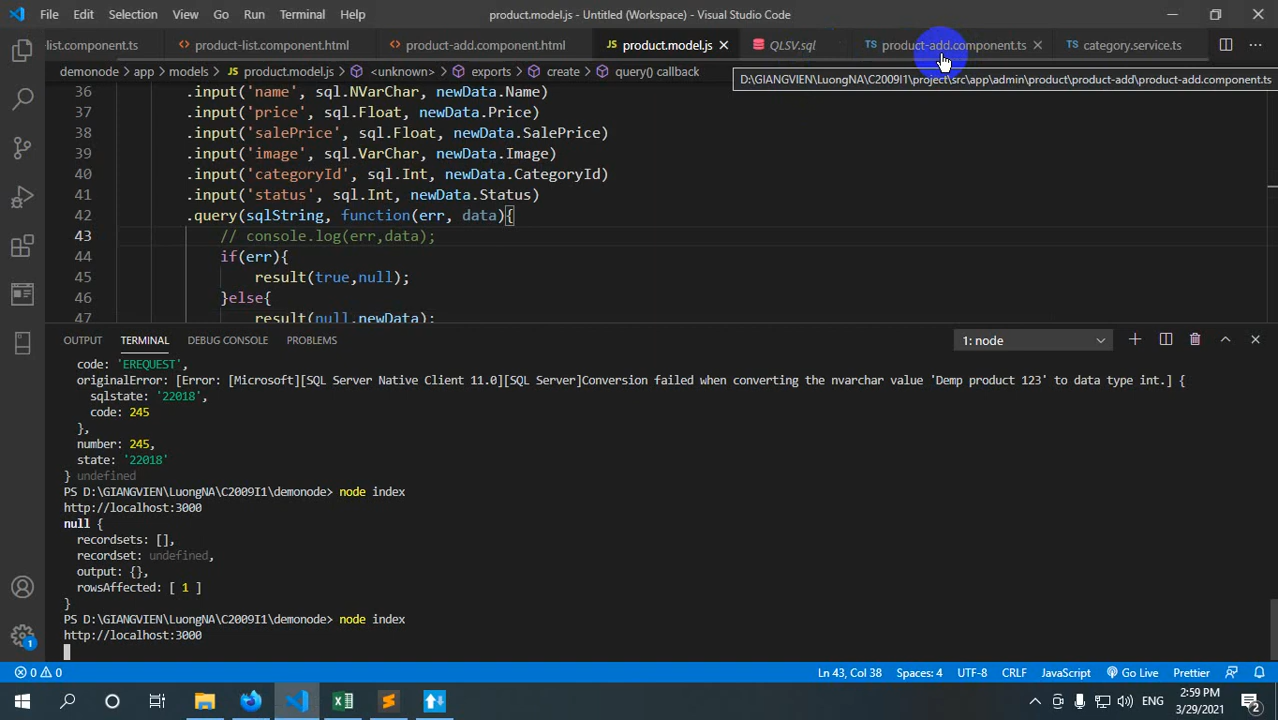 File Edit Selection View Go Run Terminal Help product.model.js - Untitled (Workspace) - Visual Studio Code
list.component.ts product-list.component.html product-add.component.html JS product.model.js QLSV.sql TS product-add.component.ts TS category.service.ts
demonode > app > models > JS product.model.js > <unknown> > exports > create > query() callback
D:\GIANGVIEN\LuongNA\C2009I1\project\src\app\admin\product\product-add\product-add.component.ts
36 .input('name', sql.NVarChar, newData.Name)
37 .input('price', sql.Float, newData.Price)
38 .input('salePrice', sql.Float, newData.SalePrice)
39 .input('image', sql.VarChar, newData.Image)
40 .input('categoryId', sql.Int, newData.CategoryId)
41 .input('status', sql.Int, newData.Status)
42 .query(sqlString, function(err, data){
43 // console.log(err,data);
44 if(err){
45 result(true,null);
46 }else{
47 result(null,newData);
OUTPUT TERMINAL DEBUG CONSOLE PROBLEMS 1: node
code: 'EREQUEST',
originalError: [Error: [Microsoft][SQL Server Native Client 11.0][SQL Server]Conversion failed when converting the nvarchar value 'Demp product 123' to data type int.] {
sqlstate: '22018',
code: 245
},
number: 245,
state: '22018'
} undefined
PS D:\GIANGVIEN\LuongNA\C2009I1\demonode> node index
http://localhost:3000
null {
recordsets: [],
recordset: undefined,
output: {},
rowsAffected: [ 1 ]
}
PS D:\GIANGVIEN\LuongNA\C2009I1\demonode> node index
http://localhost:3000
1
0 0 Ln 43, Col 38 Spaces: 4 UTF-8 CRLF JavaScript Go Live Prettier
ENG 2:59 PM
3/29/2021 2